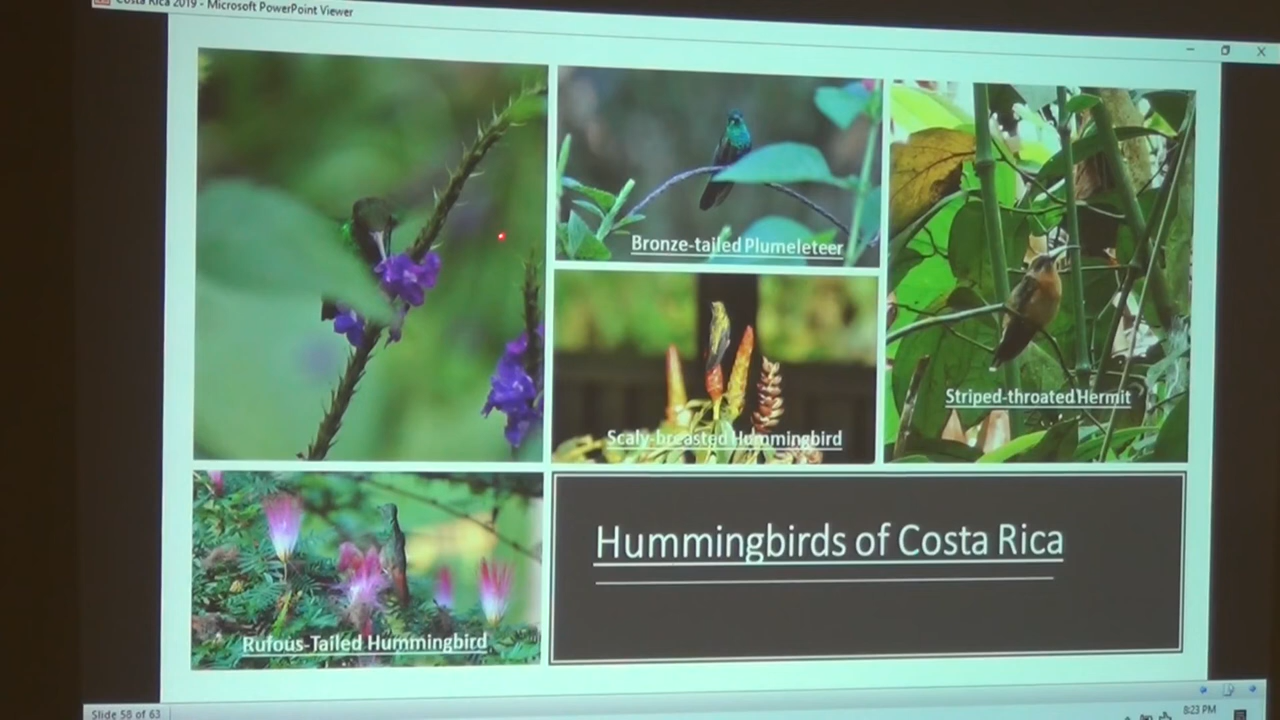 Costa Rica 2019 - Microsoft PowerPoint Viewer
Bronze-tailed Plumeleteer
Scaly-breasted Hummingbird
Striped-throated Hermit
Rufous-Tailed Hummingbird
Hummingbirds of Costa Rica
Slide 58 of 63
8:23 PM